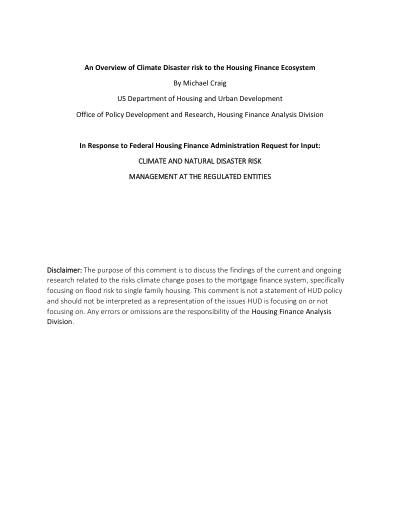 An Overview of Climate Disaster risk to the Housing Finance Ecosystem
By Michael Craig
US Department of Housing and Urban Development
Office of Policy Development and Research, Housing Finance Analysis Division
In Response to Federal Housing Finance Administration Request for Input:
CLIMATE AND NATURAL DISASTER RISK
MANAGEMENT AT THE REGULATED ENTITIES
Disclaimer: The purpose of this comment is to discuss the findings of the current and ongoing
research related to the risks climate change poses to the mortgage finance system, specifically
focusing on flood risk to single family housing. This comment is not a statement of HUD policy
and should not be interpreted as a representation of the issues HUD is focusing on or not
focusing on. Any errors or omissions are the responsibility of the Housing Finance Analysis
Division.